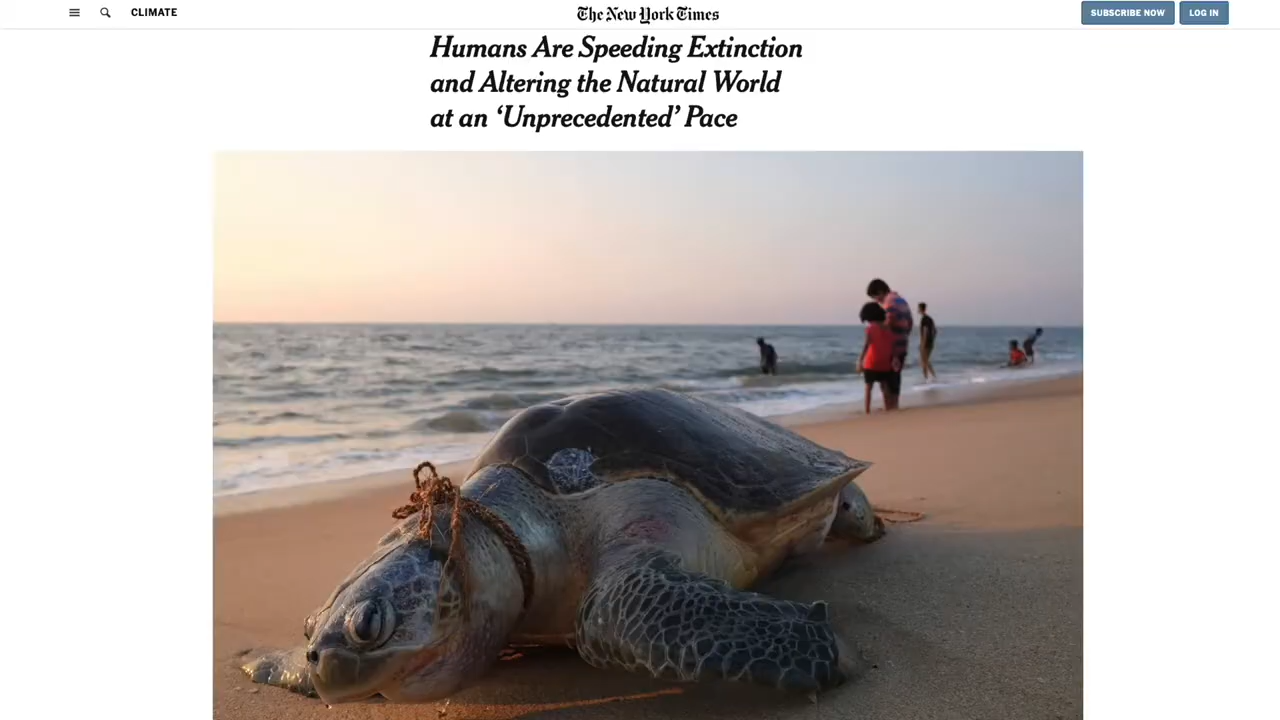 CLIMATE
The New York Times
SUBSCRIBE NOW
LOG IN
Humans Are Speeding Extinction
and Altering the Natural World
at an ‘Unprecedented’ Pace